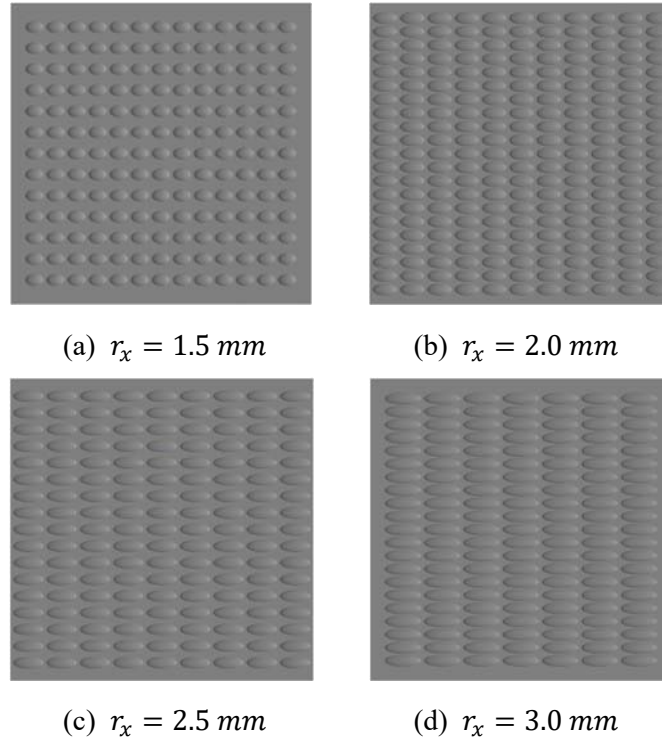 (a) r_x = 1.5 mm
(b) r_x = 2.0 mm
(c) r_x = 2.5 mm
(d) r_x = 3.0 mm